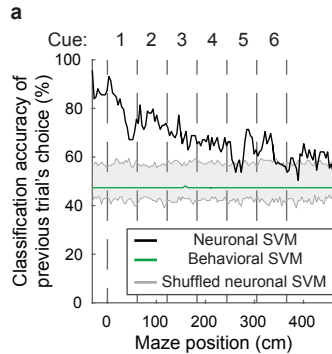 a
Cue: 1 2 3 4 5 6
Classification accuracy of
previous trial's choice (%)
100
80
60
40
20
0
Neuronal SVM
Behavioral SVM
Shuffled neuronal SVM
0 100 200 300 400
Maze position (cm)